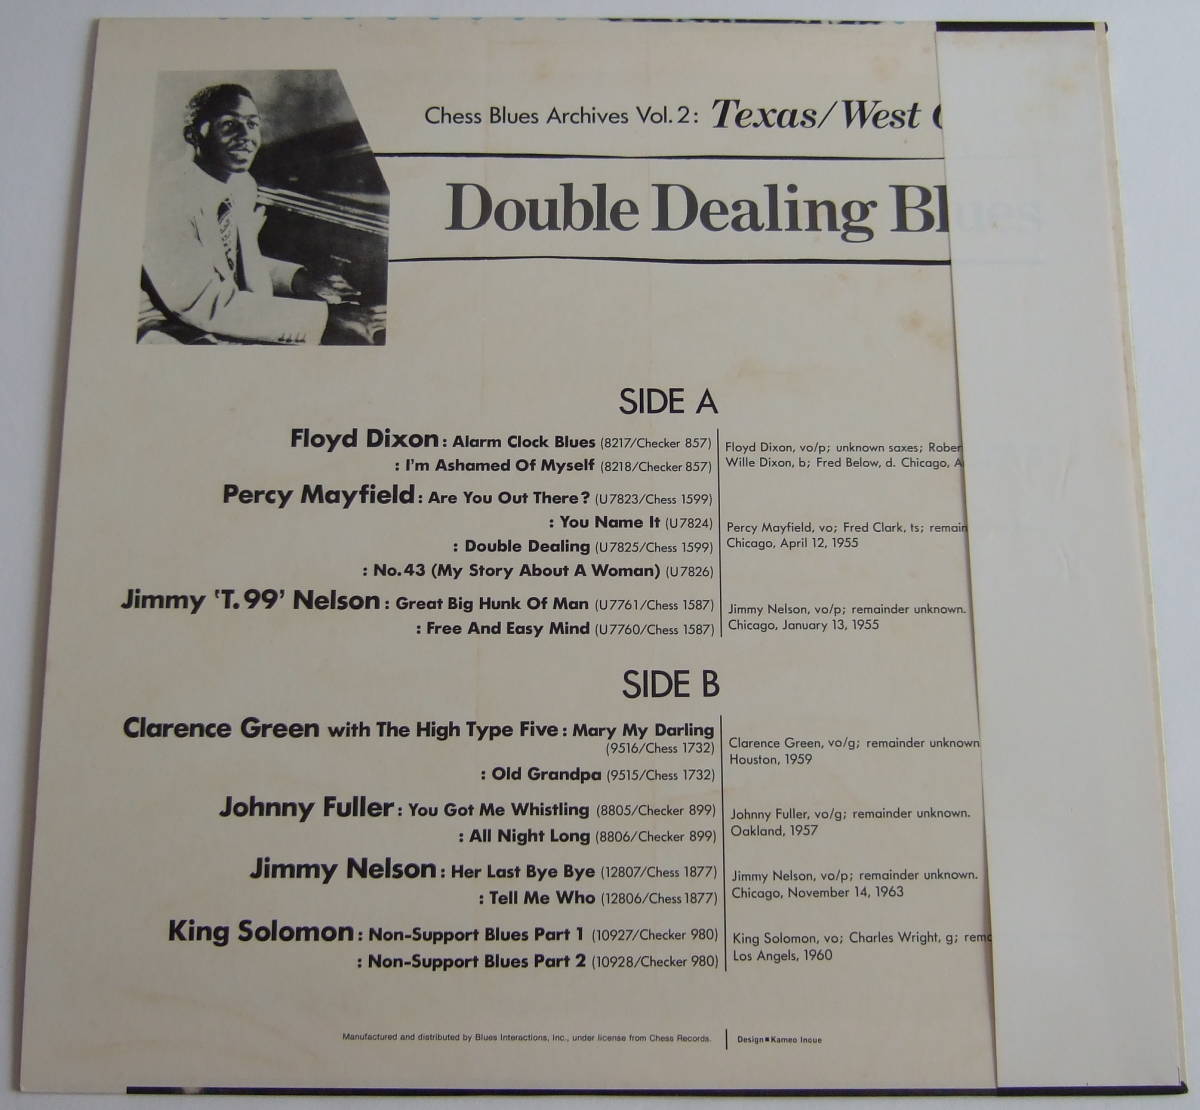 Chess Blues Archives Vol.2: Texas/West
Double Dealing Blues
SIDE A
Floyd Dixon: Alarm Clock Blues (8217/Checker 857)
: I'm Ashamed Of Myself (8218/Checker 857)
Floyd Dixon, vo/p; unknown saxes;
Wille Dixon, b; Fred Below, d. Chicago,
Percy Mayfield: Are You Out There? (U7823/Chess 1599)
: You Name It (U7824)
: Double Dealing (U7825/Chess 1599)
: No.43 (My Story About A Woman) (U7826)
Percy Mayfield, vo; Fred Clark, ts;
Chicago, April 12, 1955
Jimmy 'T.99' Nelson: Great Big Hunk Of Man (U7761/Chess 1587)
: Free And Easy Mind (U7760/Chess 1587)
Jimmy Nelson, vo/p; remainder unknown.
Chicago, January 13, 1955
SIDE B
Clarence Green with The High Type Five: Mary My Darling
(9516/Chess 1732)
: Old Grandpa (9515/Chess 1732)
Clarence Green, vo/g; remainder unknown
Houston, 1959
Johnny Fuller: You Got Me Whistling (8805/Checker 899)
: All Night Long (8806/Checker 899)
Johnny Fuller, vo/g; remainder unknown.
Oakland, 1957
Jimmy Nelson: Her Last Bye Bye (12807/Chess 1877)
: Tell Me Who (12806/Chess 1877)
Jimmy Nelson, vo/p; remainder unknown.
Chicago, November 14, 1963
King Solomon: Non-Support Blues Part 1 (10927/Checker 980)
: Non-Support Blues Part 2 (10928/Checker 980)
King Solomon, vo; Charles Wright, g;
Los Angels, 1960
Manufactured and distributed by Blues Interactions, Inc., under license from Chess Records.
Design■Kameo Inoue